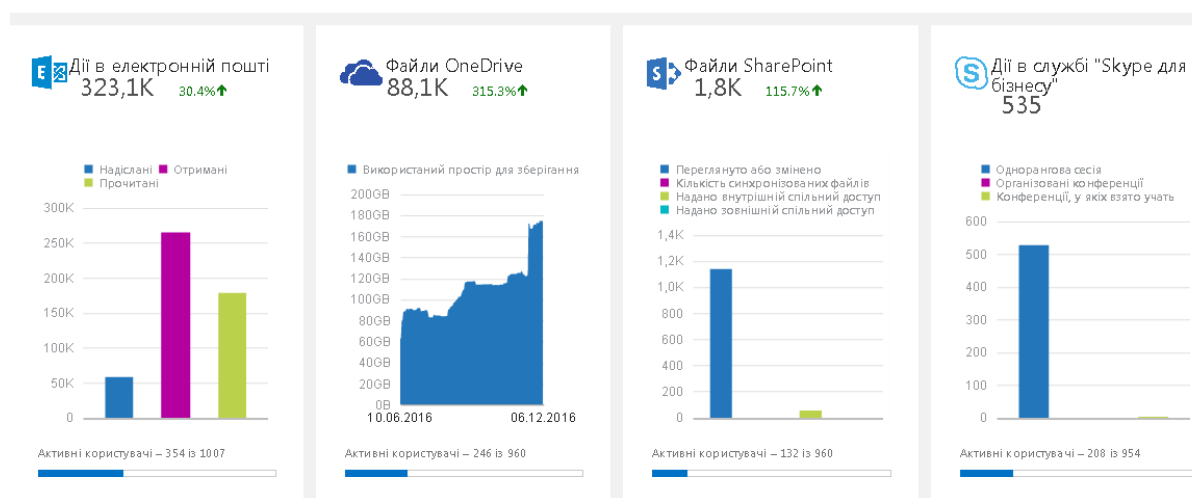 Дії в електронній пошті
323,1K 30.4%
Надіслані Отримані
Прочитані
300K
250K
200K
150K
100K
50K
0
Активні користувачі – 354 із 1007
Файли OneDrive
88,1K 315.3%
Використаний простір для зберігання
200GB
180GB
160GB
140GB
120GB
100GB
80GB
60GB
40GB
20GB
0B
10.06.2016 06.12.2016
Активні користувачі – 246 із 960
Файли SharePoint
1,8K 115.7%
Переглянуто або змінено
Кількість синхронізованих файлів
Надано внутрішній спільний доступ
Надано зовнішній спільний доступ
1,4K
1,2K
1,0K
800
600
400
200
0
Активні користувачі – 132 із 960
Дії в службі "Skype для
бізнесу"
535
Однорангова сесія
Організовані конференції
Конференції, у яких взято учать
600
500
400
300
200
100
0
Активні користувачі – 208 із 954